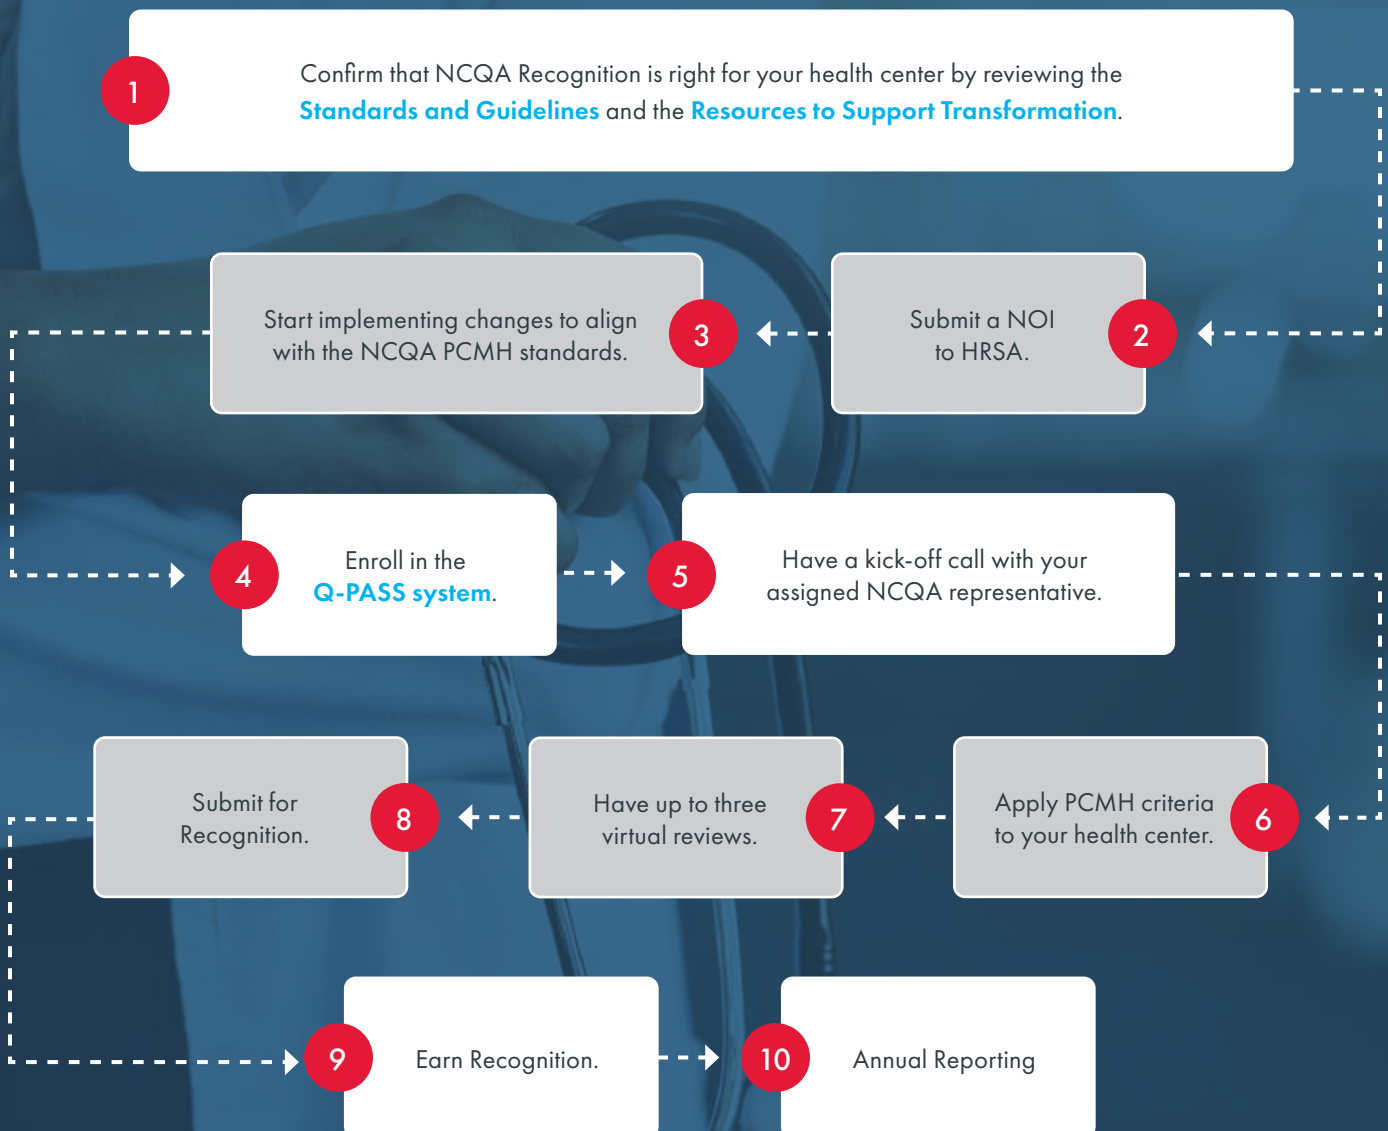 1
Confirm that NCQA Recognition is right for your health center by reviewing the
Standards and Guidelines and the Resources to Support Transformation.
2
Submit a NOI
to HRSA.
3
Start implementing changes to align
with the NCQA PCMH standards.
4
Enroll in the
Q-PASS system.
5
Have a kick-off call with your
assigned NCQA representative.
6
Apply PCMH criteria
to your health center.
7
Have up to three
virtual reviews.
8
Submit for
Recognition.
9
Earn Recognition.
10
Annual Reporting